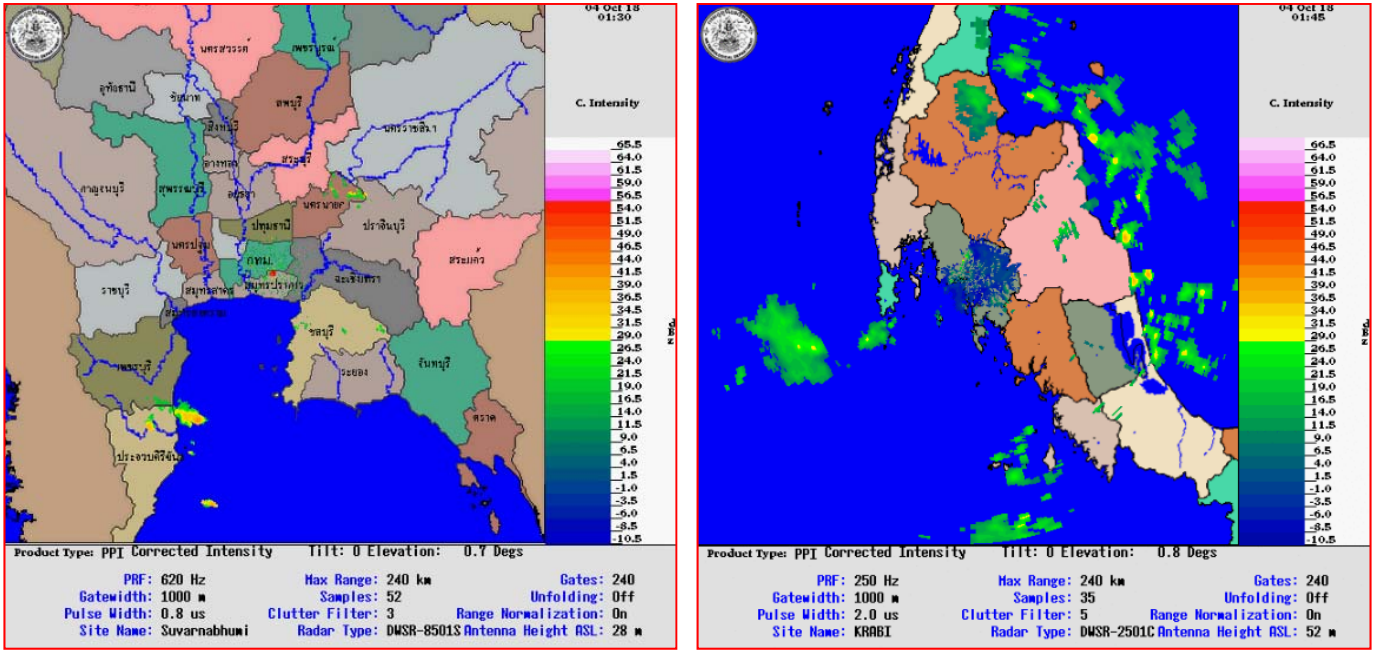 04 Oct 18
01:30
C. Intensity
65.5
64.0
61.5
59.0
56.5
54.0
51.5
49.0
46.5
44.0
41.5
39.0
36.5
34.0
31.5
29.0
26.5
24.0
21.5
19.0
16.5
14.0
11.5
9.0
6.5
4.0
1.5
-1.0
-3.5
-6.0
-8.5
-10.5
นครสวรรค์
เพชรบูรณ์
อุทัยธานี
ชัยนาท
ลพบุรี
สิงห์บุรี
นครราชสีมา
อ่างทอง
สระบุรี
กาญจนบุรี
สุพรรณบุรี
อยุธยา
นครนายก
ปราจีนบุรี
ปทุมธานี
นครปฐม
กทม.
สระแก้ว
ราชบุรี
สมุทรสาคร
สมุทรปราการ
ฉะเชิงเทรา
ชลบุรี
เพชรบุรี
ระยอง
จันทบุรี
ตราด
ประจวบคีรีขันธ์
Product Type: PPI Corrected Intensity Tilt: 0 Elevation: 0.7 Degs
PRF: 620 Hz Max Range: 240 km Gates: 240
Gatewidth: 1000 m Samples: 52 Unfolding: Off
Pulse Width: 0.8 us Clutter Filter: 3 Range Normalization: On
Site Name: Suvarnabhumi Radar Type: DWSR-8501S Antenna Height ASL: 28 m
04 Oct 18
01:45
C. Intensity
66.5
64.0
61.5
59.0
56.5
54.0
51.5
49.0
46.5
44.0
41.5
39.0
36.5
34.0
31.5
29.0
26.5
24.0
21.5
19.0
16.5
14.0
11.5
9.0
6.5
4.0
1.5
-1.0
-3.5
-6.0
-8.5
-10.5
Product Type: PPI Corrected Intensity Tilt: 0 Elevation: 0.8 Degs
PRF: 250 Hz Max Range: 240 km Gates: 240
Gatewidth: 1000 m Samples: 35 Unfolding: Off
Pulse Width: 2.0 us Clutter Filter: 5 Range Normalization: On
Site Name: KRABI Radar Type: DWSR-2501C Antenna Height ASL: 52 m